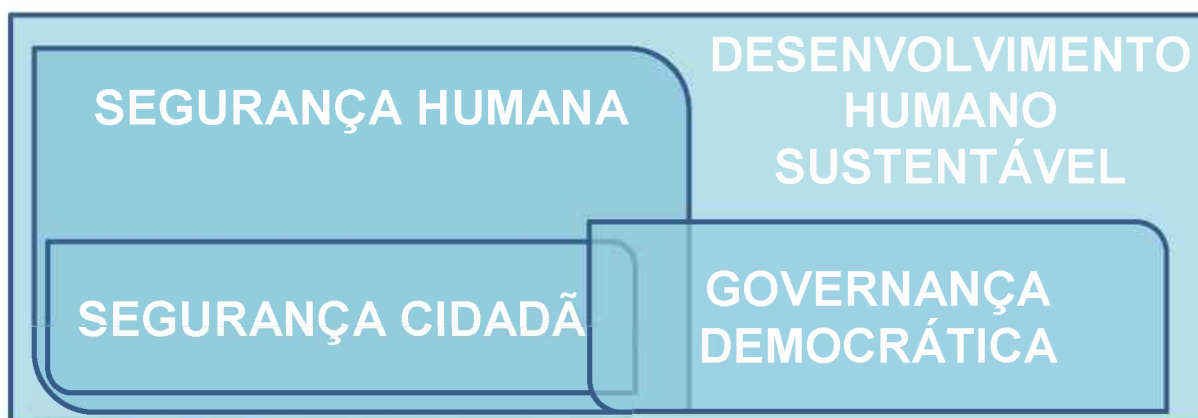 SEGURANÇA HUMANA
DESENVOLVIMENTO
HUMANO
SUSTENTÁVEL
SEGURANÇA CIDADÃ
GOVERNANÇA
DEMOCRÁTICA